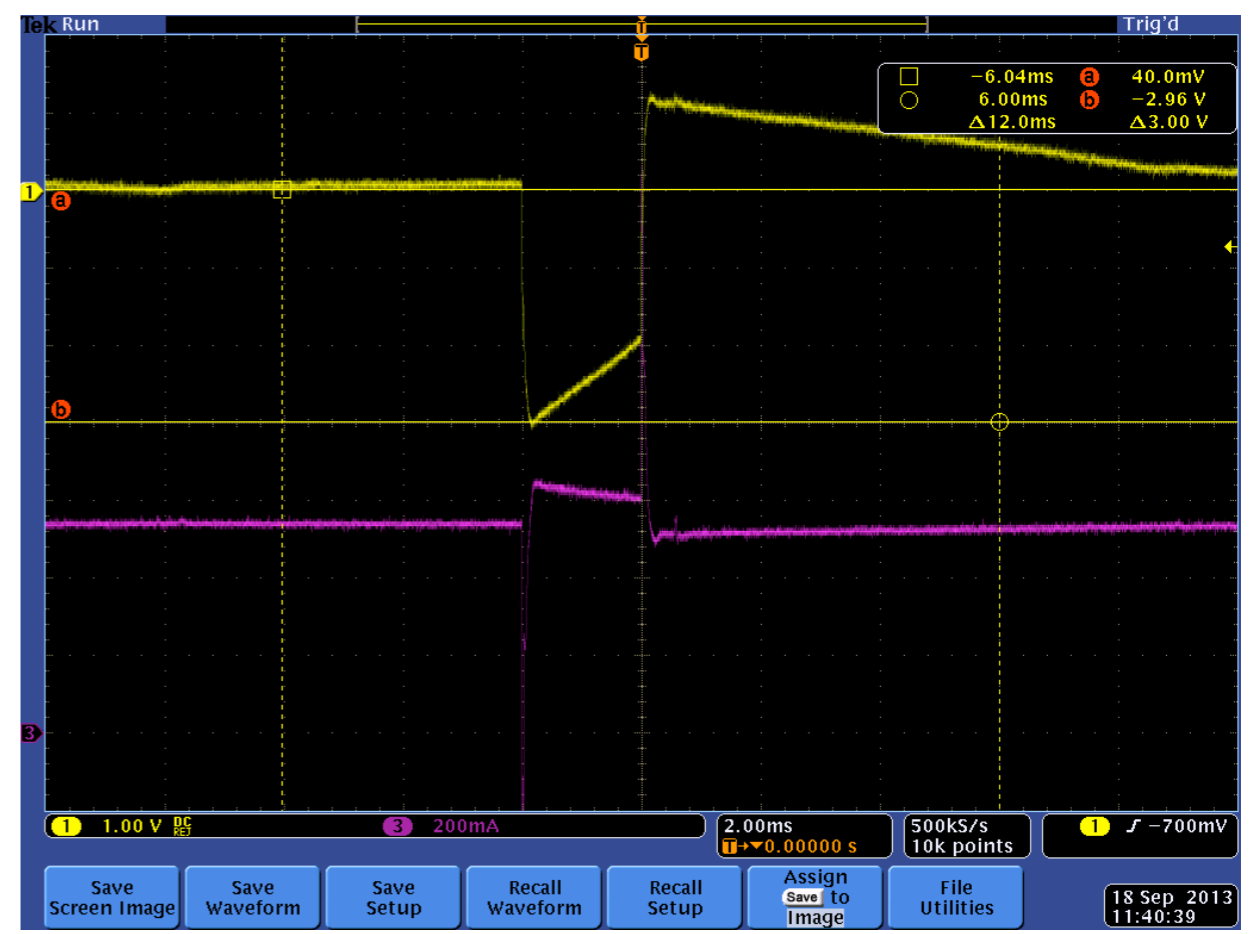 Tek Run Trig'd
T
T
−6.04ms a 40.0mV
6.00ms b −2.96 V
Δ12.0ms Δ3.00 V
1
a
b
3
1 1.00 V DC REJ 3 200mA 2.00ms 500kS/s 1 −700mV
T→▼0.00000 s 10k points
Save Screen Image
Save Waveform
Save Setup
Recall Waveform
Recall Setup
Assign Save to Image
File Utilities
18 Sep 2013
11:40:39